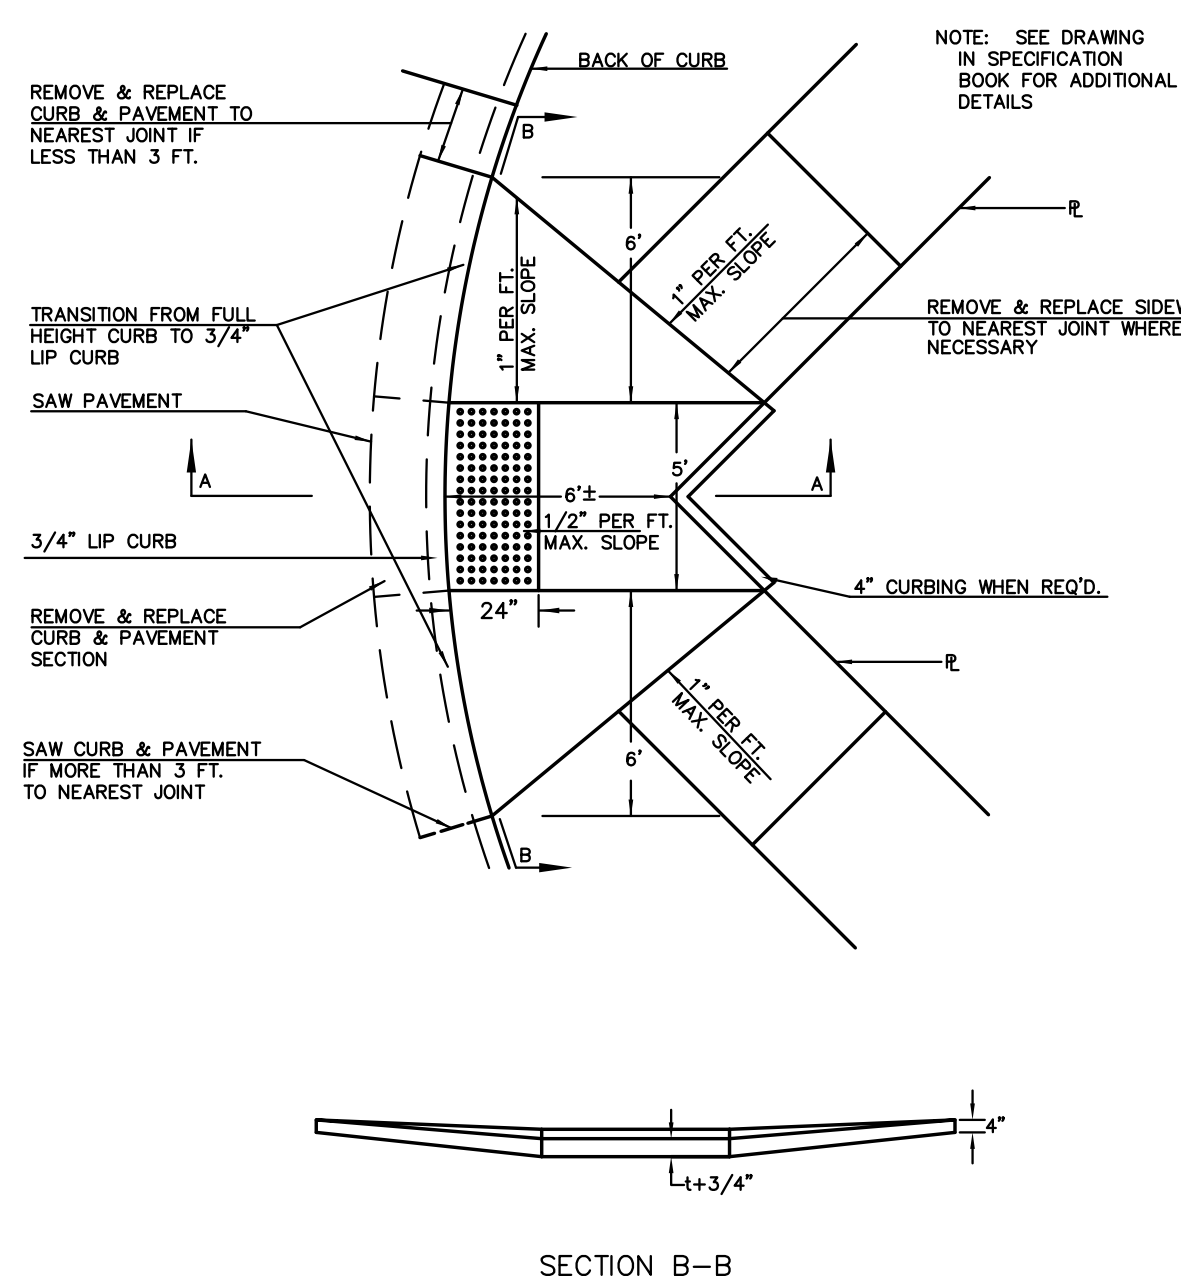 NOTE: SEE DRAWING
IN SPECIFICATION
BOOK FOR ADDITIONAL
DETAILS
BACK OF CURB
REMOVE & REPLACE
CURB & PAVEMENT TO
NEAREST JOINT IF
LESS THAN 3 FT.
B
PL
6'
1" PER FT.
MAX. SLOPE
1" PER FT.
MAX. SLOPE
TRANSITION FROM FULL
HEIGHT CURB TO 3/4"
LIP CURB
REMOVE & REPLACE SIDEW
TO NEAREST JOINT WHERE
NECESSARY
SAW PAVEMENT
A
5'
A
6'±
1/2" PER FT.
MAX. SLOPE
3/4" LIP CURB
4" CURBING WHEN REQ'D.
24"
REMOVE & REPLACE
CURB & PAVEMENT
SECTION
PL
1" PER FT.
MAX. SLOPE
SAW CURB & PAVEMENT
IF MORE THAN 3 FT.
TO NEAREST JOINT
6'
B
4"
t+3/4"
SECTION B-B